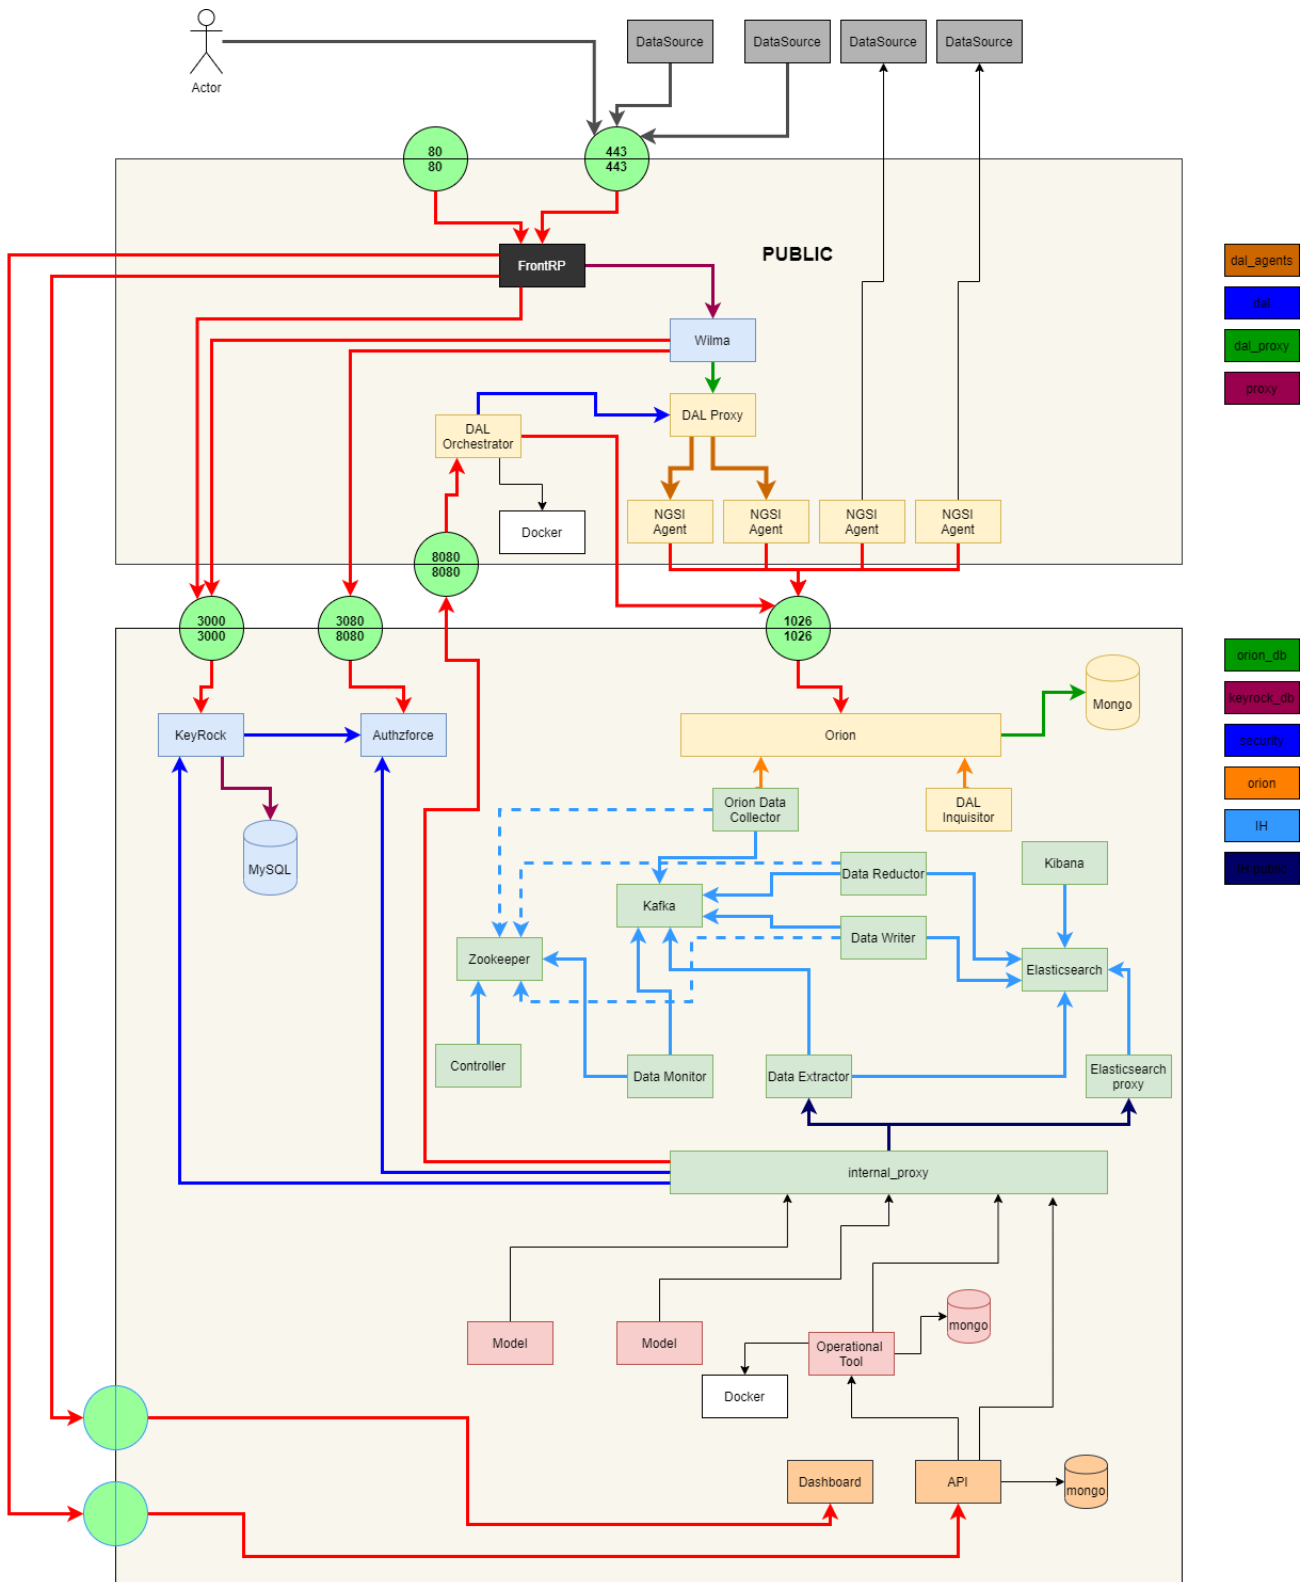 Actor
DataSource
DataSource
DataSource
DataSource
80
80
443
443
PUBLIC
FrontRP
dal_agents
dal
dal_proxy
proxy
Wilma
DAL Proxy
DAL
Orchestrator
NGSI
Agent
NGSI
Agent
NGSI
Agent
NGSI
Agent
Docker
8080
8080
3000
3000
3080
8080
1026
1026
orion_db
keyrock_db
security
orion
IH
IH public
KeyRock
Authzforce
Orion
Mongo
MySQL
Orion Data
Collector
DAL
Inquisitor
Data Reductor
Kibana
Kafka
Data Writer
Zookeeper
Elasticsearch
Controller
Data Monitor
Data Extractor
Elasticsearch
proxy
internal_proxy
Model
Model
Operational
Tool
mongo
Docker
Dashboard
API
mongo